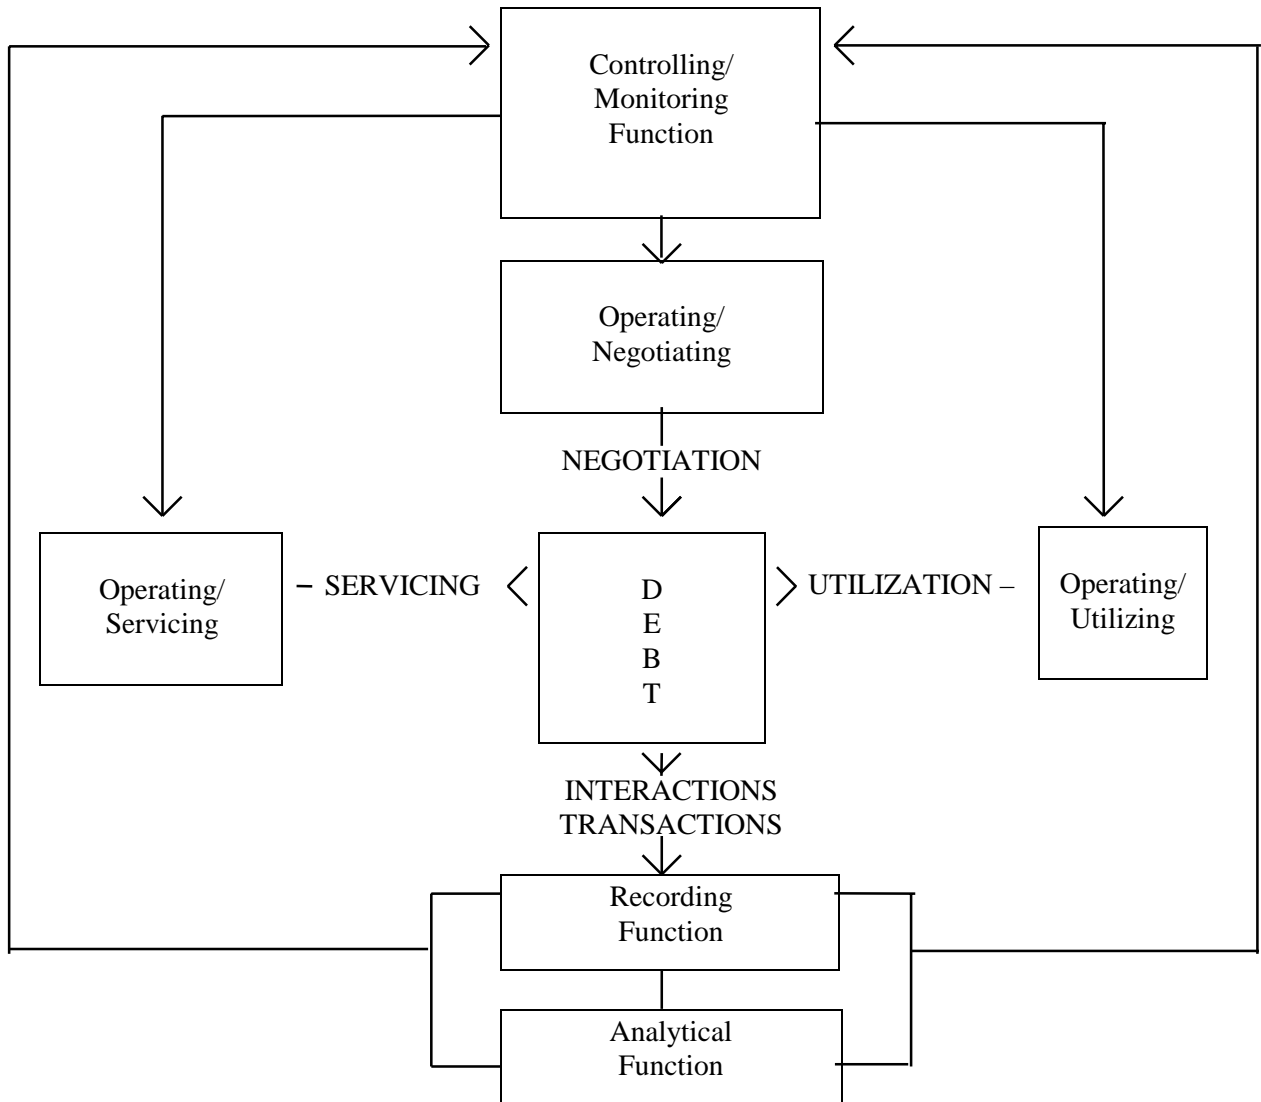 Controlling/
Monitoring
Function
Operating/
Negotiating
NEGOTIATION
Operating/
Servicing
– SERVICING
D
E
B
T
UTILIZATION –
Operating/
Utilizing
INTERACTIONS
TRANSACTIONS
Recording
Function
Analytical
Function